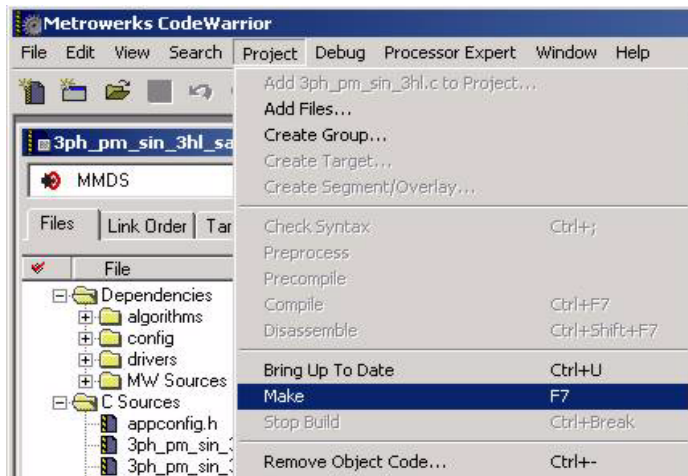 Metrowerks CodeWarrior
File Edit View Search Project Debug Processor Expert Window Help
Add 3ph_pm_sin_3hl.c to Project...
Add Files...
Create Group...
Create Target...
Create Segment/Overlay...
Check Syntax Ctrl+;
Preprocess
Precompile
Compile Ctrl+F7
Disassemble Ctrl+Shift+F7
Bring Up To Date Ctrl+U
Make F7
Stop Build Ctrl+Break
Remove Object Code... Ctrl+-
3ph_pm_sin_3hl_sa
MMDS
Files Link Order Tar
File
Dependencies
algorithms
config
drivers
MW Sources
C Sources
appconfig.h
3ph_pm_sin_3
3ph_pm_sin_3